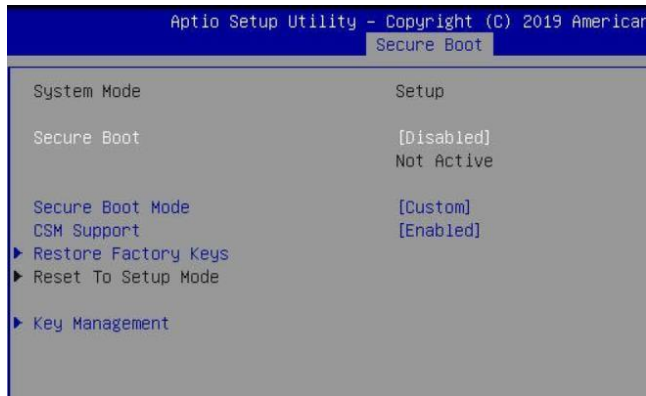 Aptio Setup Utility – Copyright (C) 2019 American
Secure Boot
System Mode Setup
Secure Boot [Disabled]
Not Active
Secure Boot Mode [Custom]
CSM Support [Enabled]
Restore Factory Keys
Reset To Setup Mode
Key Management